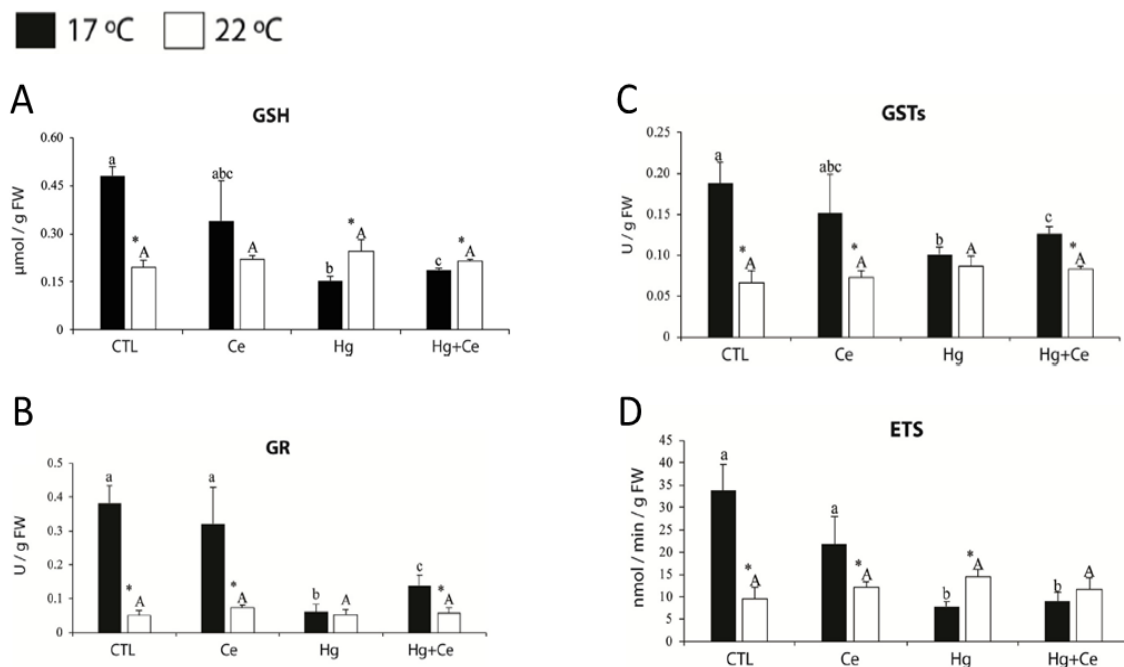 17 ºC 22 ºC
A
GSH
µmol / g FW
0.60
0.45
0.30
0.15
0
a
* A
abc
A
b
* A
c
* A
CTL Ce Hg Hg+Ce
B
GR
U / g FW
0.5
0.4
0.3
0.2
0.1
0
a
* A
a
* A
b
A
c
* A
CTL Ce Hg Hg+Ce
C
GSTs
U / g FW
0.25
0.20
0.15
0.10
0.05
0
a
* A
abc
* A
b
A
c
* A
CTL Ce Hg Hg+Ce
D
ETS
nmol / min / g FW
45
40
35
30
25
20
15
10
5
0
a
* A
a
* A
b
* A
b
A
CTL Ce Hg Hg+Ce